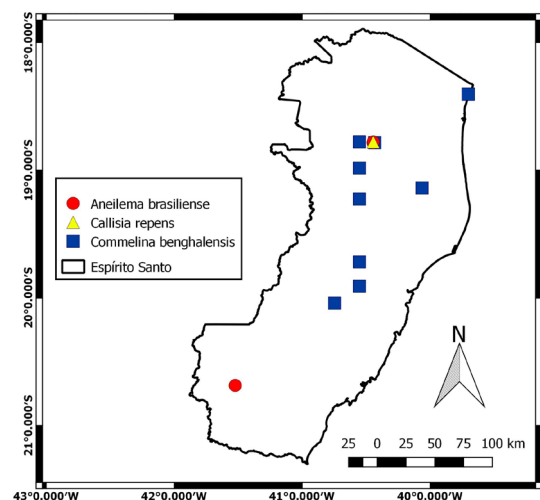 18°0.000'S
19°0.000'S
20°0.000'S
21°0.000'S
Aneilema brasiliense
Callisia repens
Commelina benghalensis
Espírito Santo
N
25 0 25 50 75 100 km
43°0.000'W 42°0.000'W 41°0.000'W 40°0.000'W